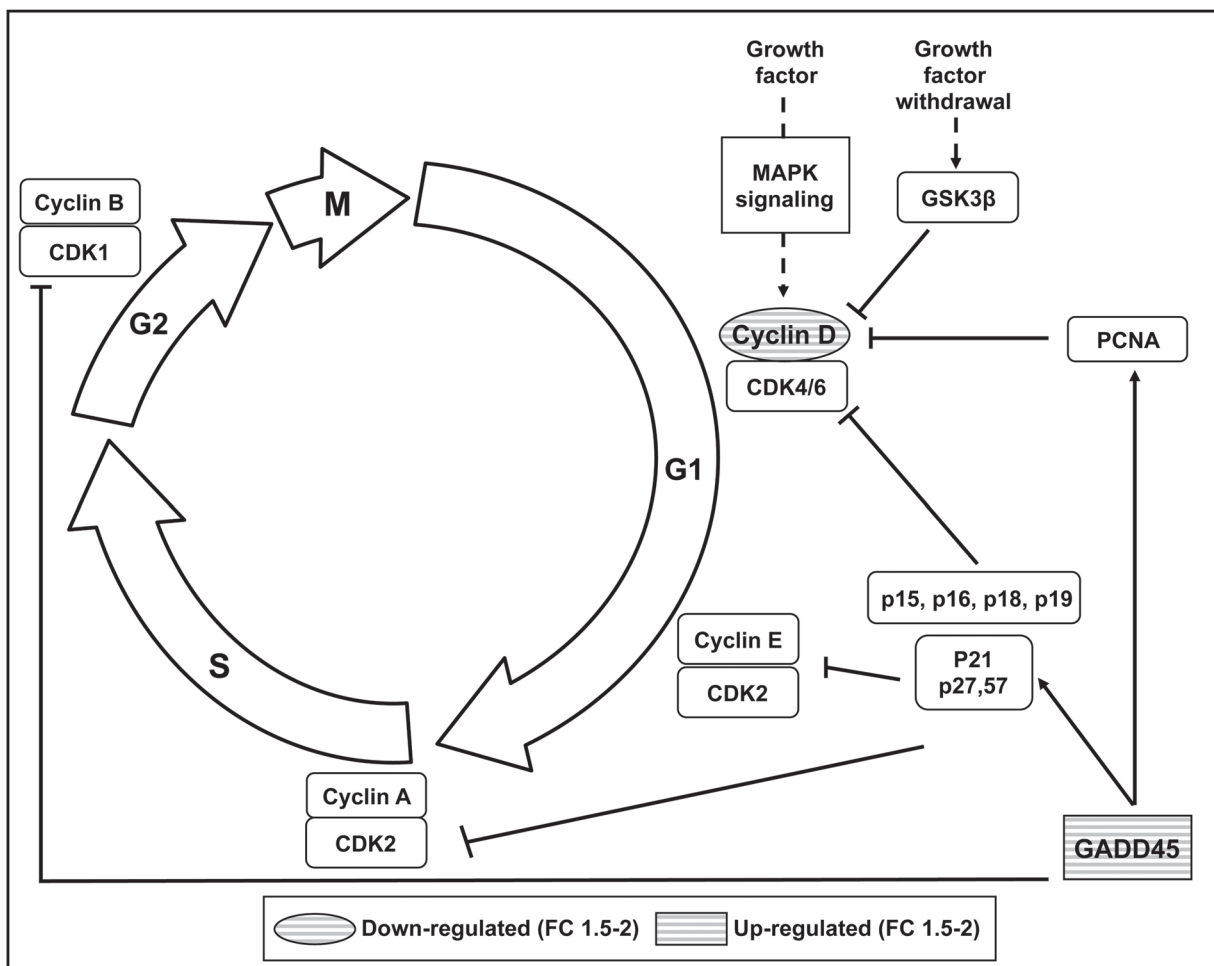 Growth
factor
Growth
factor
withdrawal
MAPK
signaling
GSK3β
Cyclin B
CDK1
M
G2
Cyclin D
CDK4/6
PCNA
G1
p15, p16, p18, p19
P21
p27,57
Cyclin E
CDK2
S
Cyclin A
CDK2
GADD45
Down-regulated (FC 1.5-2)
Up-regulated (FC 1.5-2)